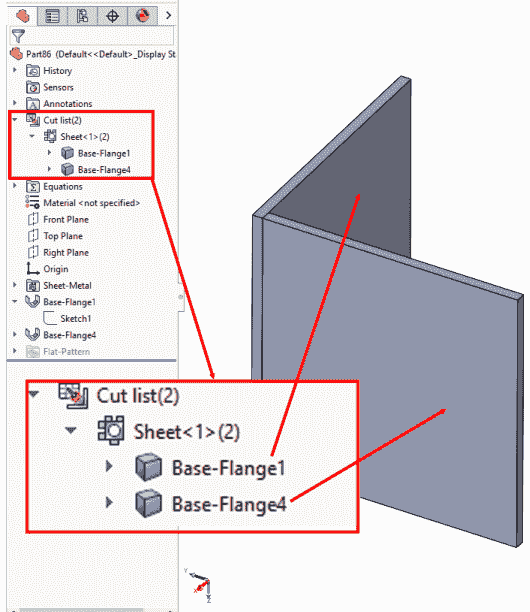 Part86 (Default<<Default>_Display St
History
Sensors
Annotations
Cut list(2)
Sheet<1>(2)
Base-Flange1
Base-Flange4
Equations
Material <not specified>
Front Plane
Top Plane
Right Plane
Origin
Sheet-Metal
Base-Flange1
Sketch1
Base-Flange4
Flat-Pattern
Cut list(2)
Sheet<1>(2)
Base-Flange1
Base-Flange4
Y
X
Z